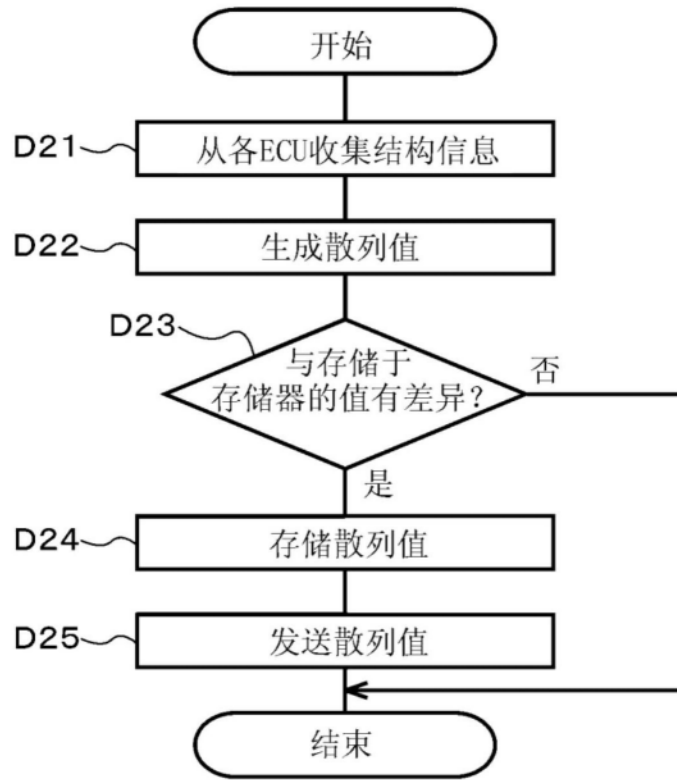 开始
D21
从各ECU收集结构信息
D22
生成散列值
D23
与存储于
存储器的值有差异?
否
是
D24
存储散列值
D25
发送散列值
结束